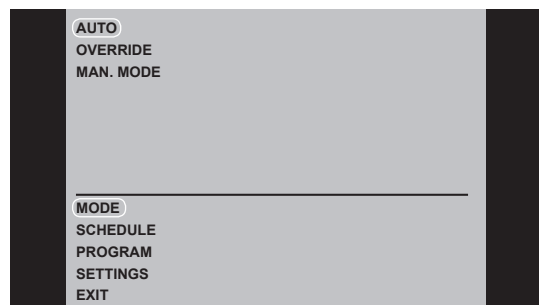 AUTO
OVERRIDE
MAN. MODE
MODE
SCHEDULE
PROGRAM
SETTINGS
EXIT